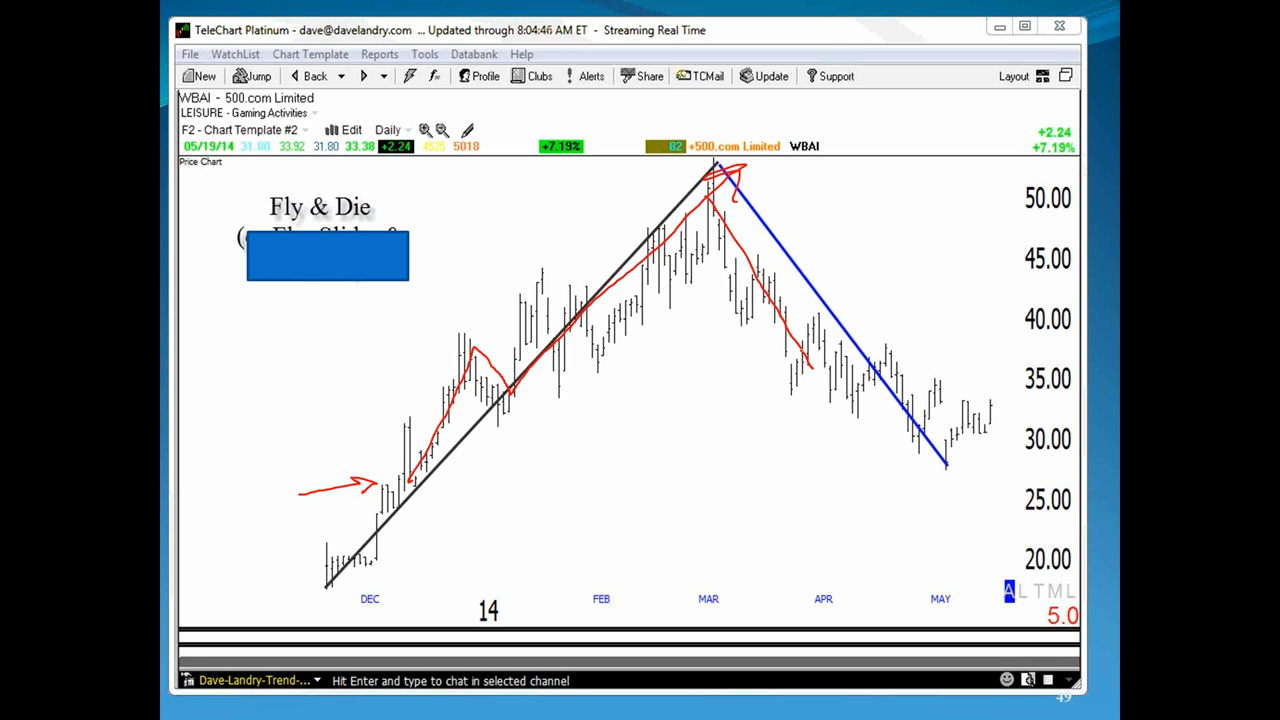 TeleChart Platinum - dave@davelandry.com ... Updated through 8:04:46 AM ET - Streaming Real Time
File WatchList Chart Template Reports Tools Databank Help
New Jump Back Profile Clubs Alerts Share TCMail Update Support Layout
WBAI - 500.com Limited
LEISURE - Gaming Activities
F2 - Chart Template #2 Edit Daily
05/19/14 31.80 33.92 31.80 33.38 +2.24 4526 5018 +7.19% 82 +500.com Limited WBAI
+2.24
+7.19%
Price Chart
Fly & Die
50.00
45.00
40.00
35.00
30.00
25.00
20.00
A L T M L
DEC 14 FEB MAR APR MAY
5.0
Dave-Landry-Trend-... Hit Enter and type to chat in selected channel
49